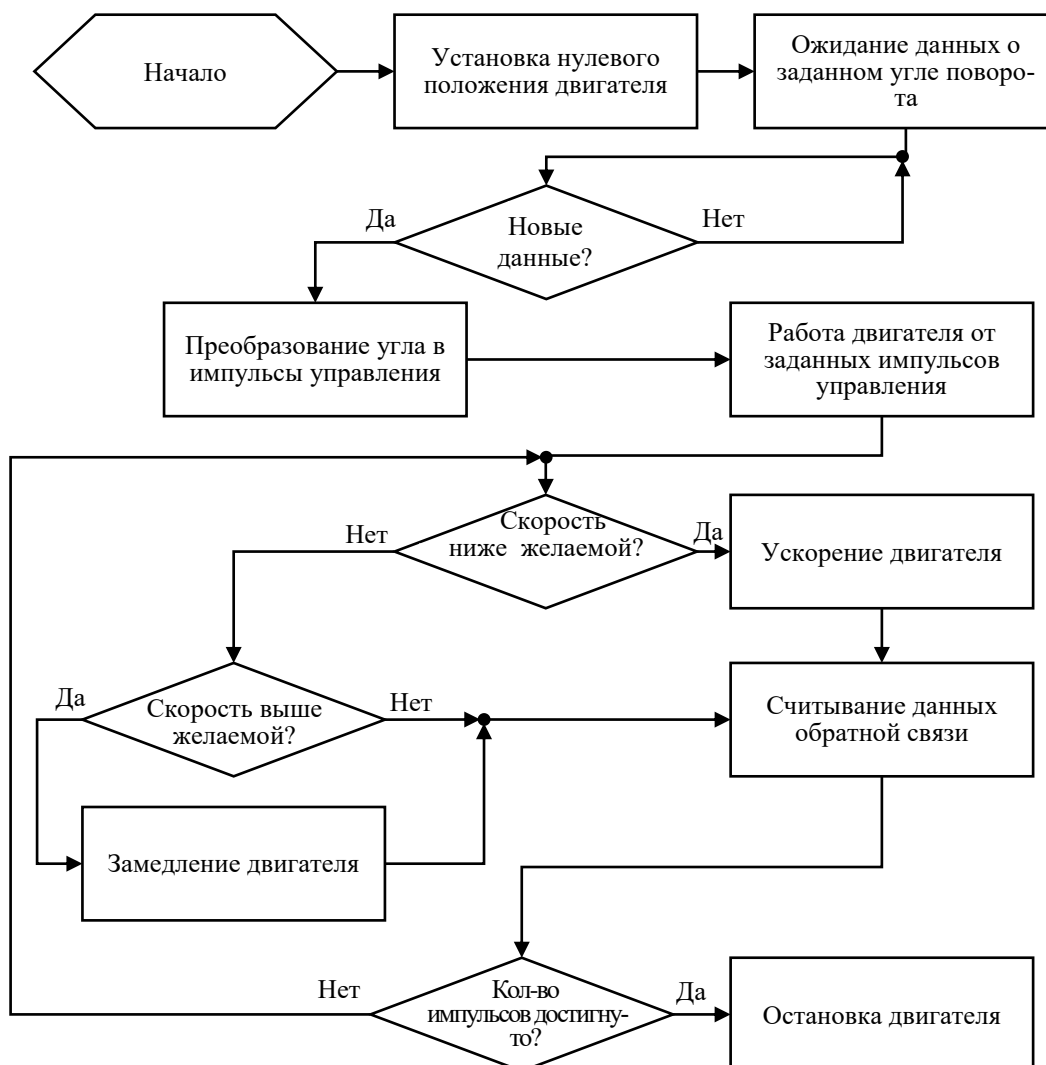 Начало
Установка нулевого
положения двигателя
Ожидание данных о
заданном угле поворо-
та
Да
Новые
данные?
Нет
Преобразование угла в
импульсы управления
Работа двигателя от
заданных импульсов
управления
Нет
Скорость
ниже желаемой?
Да
Ускорение двигателя
Да
Скорость выше
желаемой?
Нет
Считывание данных
обратной связи
Замедление двигателя
Нет
Кол-во
импульсов достигну-
то?
Да
Остановка двигателя